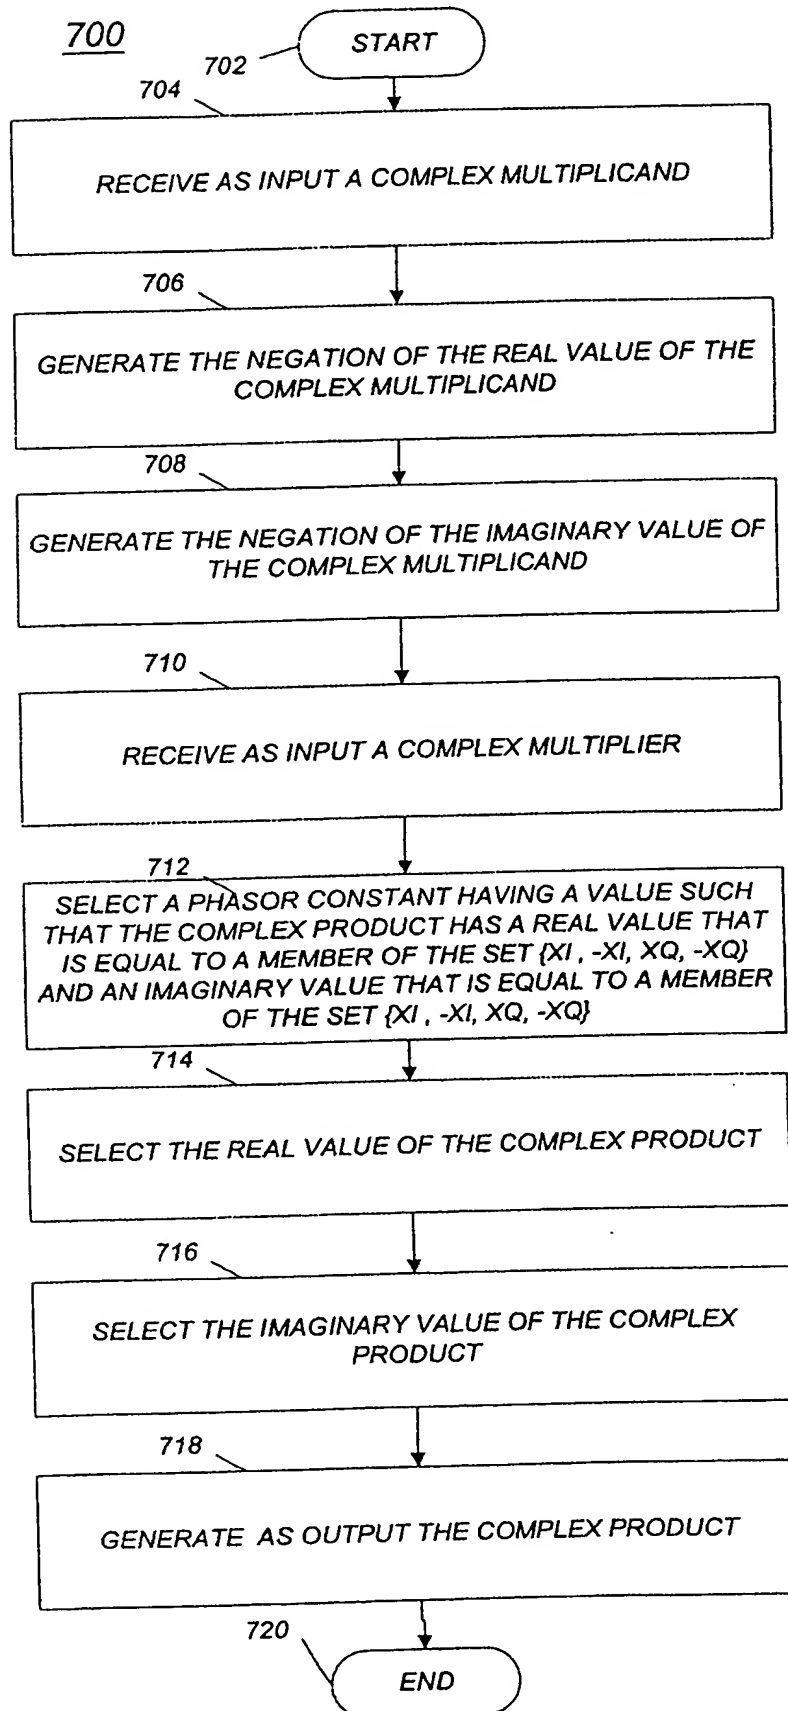 700
702
START
704
RECEIVE AS INPUT A COMPLEX MULTIPLICAND
706
GENERATE THE NEGATION OF THE REAL VALUE OF THE
COMPLEX MULTIPLICAND
708
GENERATE THE NEGATION OF THE IMAGINARY VALUE OF
THE COMPLEX MULTIPLICAND
710
RECEIVE AS INPUT A COMPLEX MULTIPLIER
712
SELECT A PHASOR CONSTANT HAVING A VALUE SUCH
THAT THE COMPLEX PRODUCT HAS A REAL VALUE THAT
IS EQUAL TO A MEMBER OF THE SET {XI , -XI, XQ, -XQ}
AND AN IMAGINARY VALUE THAT IS EQUAL TO A MEMBER
OF THE SET {XI , -XI, XQ, -XQ}
714
SELECT THE REAL VALUE OF THE COMPLEX PRODUCT
716
SELECT THE IMAGINARY VALUE OF THE COMPLEX
PRODUCT
718
GENERATE AS OUTPUT THE COMPLEX PRODUCT
720
END